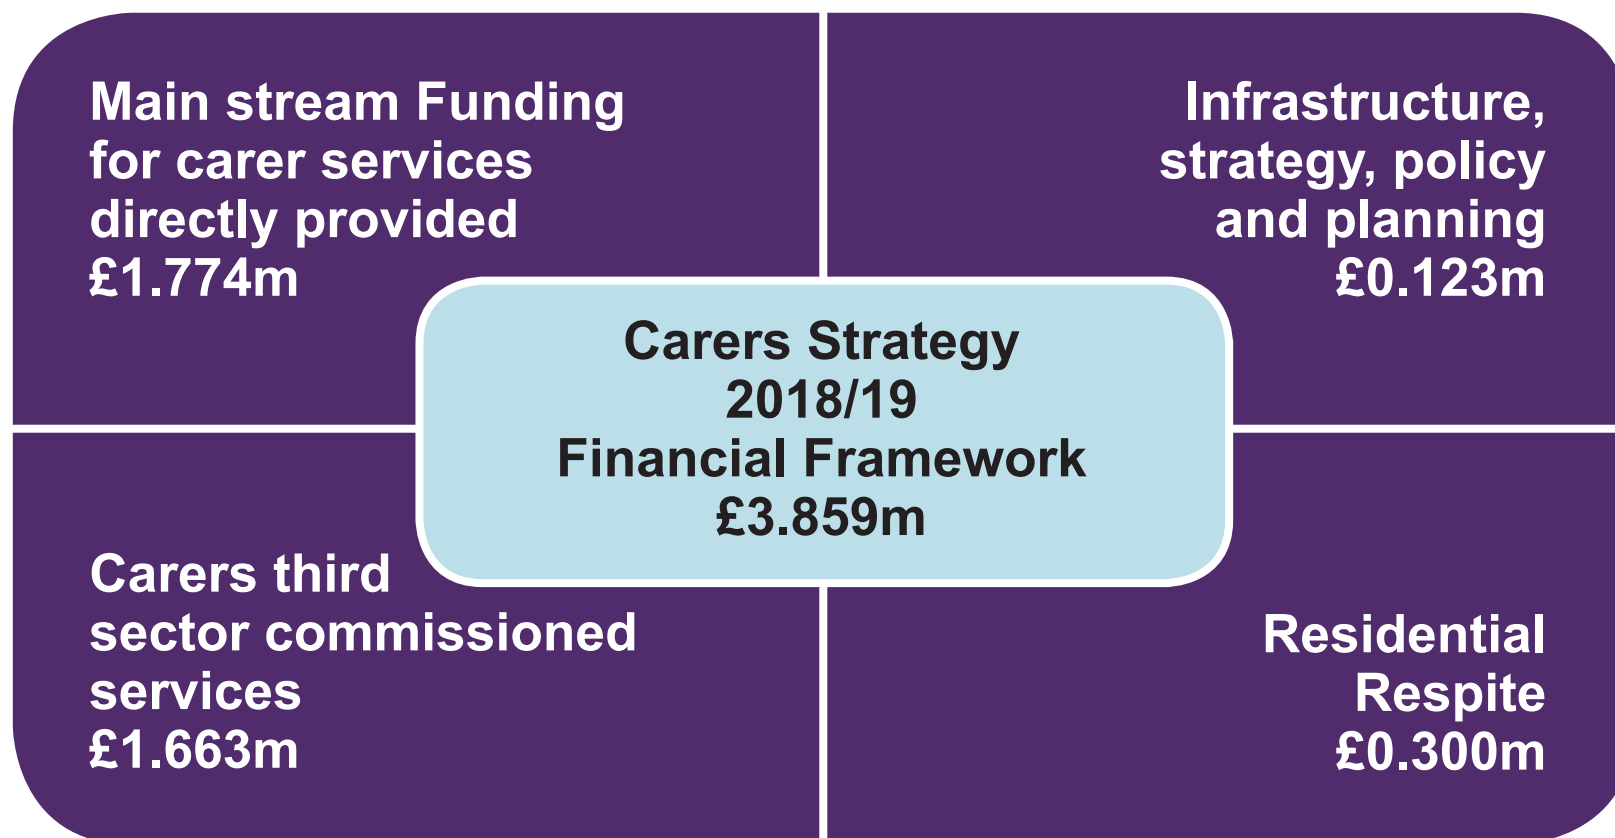 Main stream Funding
for carer services
directly provided
£1.774m
Infrastructure,
strategy, policy
and planning
£0.123m
Carers Strategy
2018/19
Financial Framework
£3.859m
Carers third
sector commissioned
services
£1.663m
Residential
Respite
£0.300m